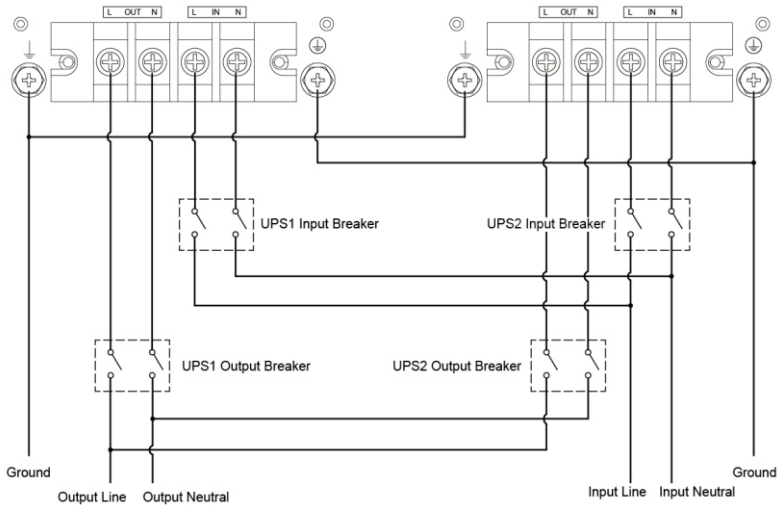 L OUT N L IN N L OUT N L IN N
UPS1 Input Breaker UPS2 Input Breaker
UPS1 Output Breaker UPS2 Output Breaker
Ground Ground
Output Line Output Neutral Input Line Input Neutral